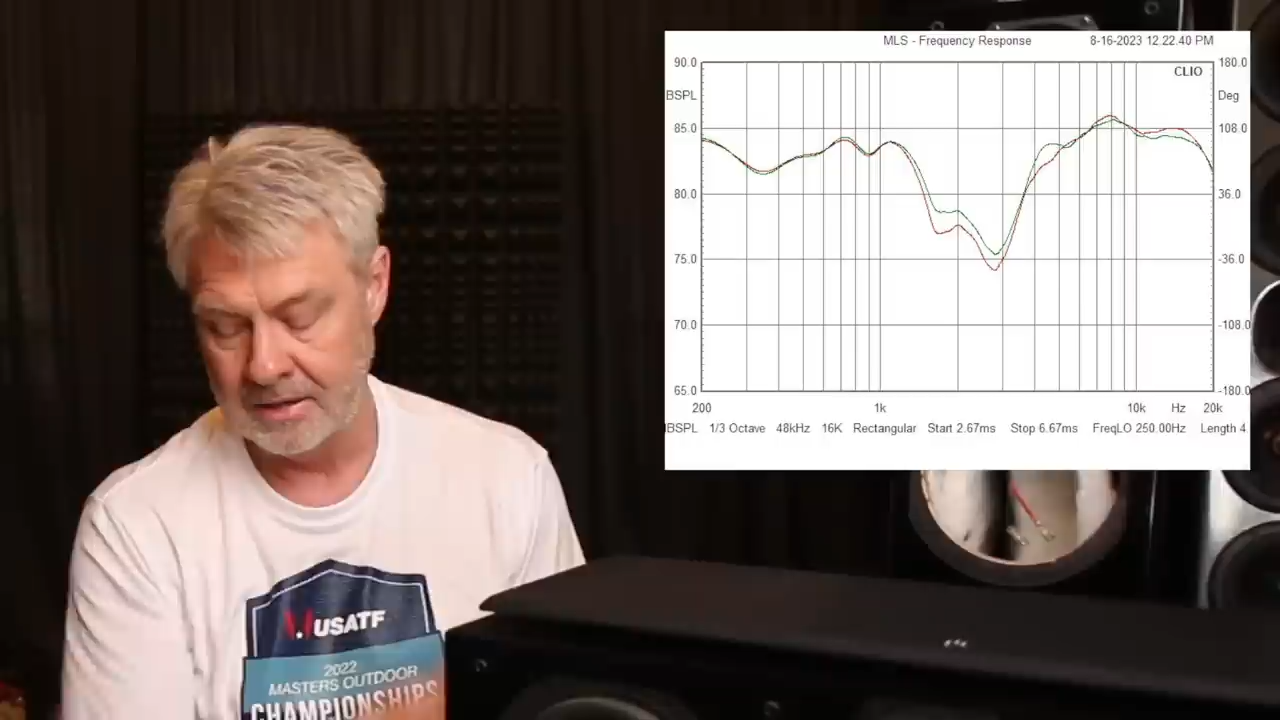 MLS - Frequency Response 8-16-2023 12.22.40 PM
90.0 180.0
CLIO
BSPL Deg
85.0 108.0
80.0 36.0
75.0 -36.0
70.0 -108.0
65.0 -180.0
200 1k 10k Hz 20k
BSPL 1/3 Octave 48kHz 16K Rectangular Start 2.67ms Stop 6.67ms FreqLO 250.00Hz Length 4
USATF
2022
MASTERS OUTDOOR
CHAMPIONSHIPS